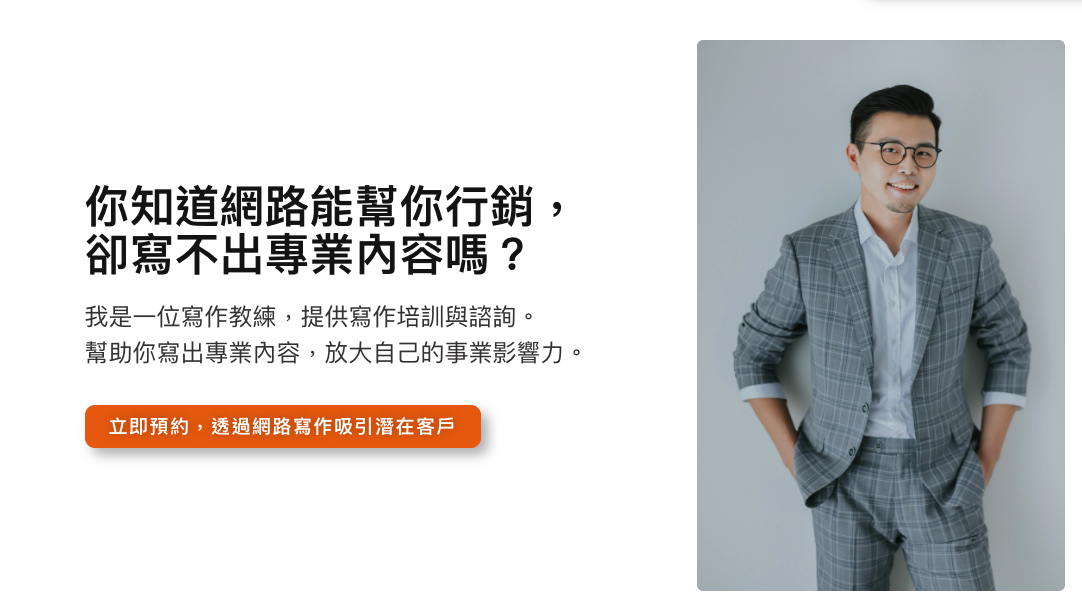 你知道網路能幫你行銷，
卻寫不出專業內容嗎？
我是一位寫作教練，提供寫作培訓與諮詢。
幫助你寫出專業內容，放大自己的事業影響力。
立即預約，透過網路寫作吸引潛在客戶